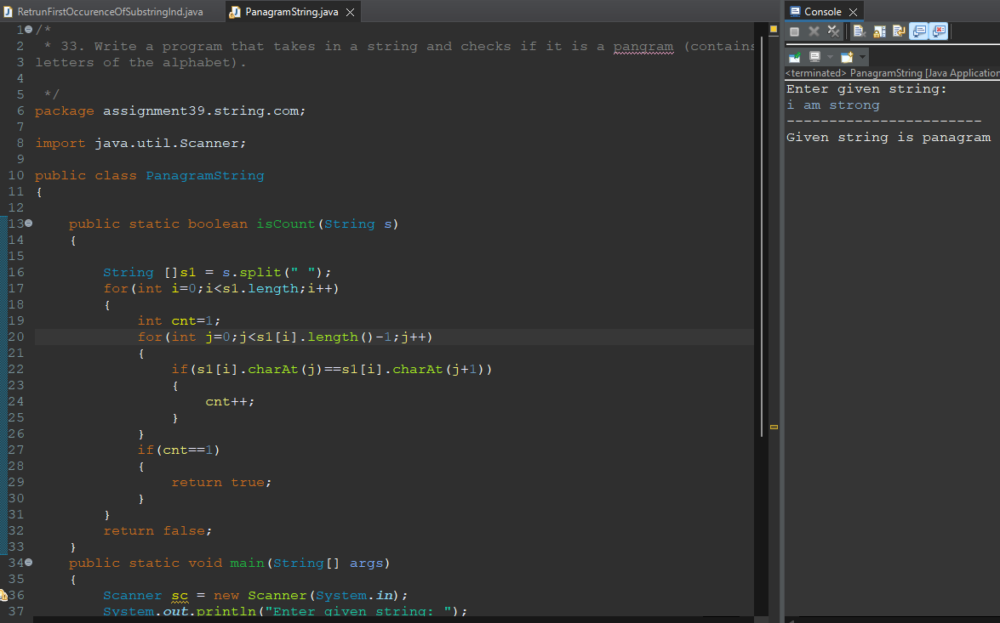 RetrunFirstOccurenceOfSubstringInd.java
PanagramString.java
1 /*
2  * 33. Write a program that takes in a string and checks if it is a pangram (contains
3 letters of the alphabet).
4
5  */
6 package assignment39.string.com;
7
8 import java.util.Scanner;
9
10 public class PanagramString
11 {
12
13     public static boolean isCount(String s)
14     {
15
16         String []s1 = s.split(" ");
17         for(int i=0;i<s1.length;i++)
18         {
19             int cnt=1;
20             for(int j=0;j<s1[i].length()-1;j++)
21             {
22                 if(s1[i].charAt(j)==s1[i].charAt(j+1))
23                 {
24                     cnt++;
25                 }
26             }
27             if(cnt==1)
28             {
29                 return true;
30             }
31         }
32         return false;
33     }
34     public static void main(String[] args)
35     {
36         Scanner sc = new Scanner(System.in);
37         System.out.println("Enter given string: ");
Console
<terminated> PanagramString [Java Application
Enter given string:
i am strong
-----------------------
Given string is panagram